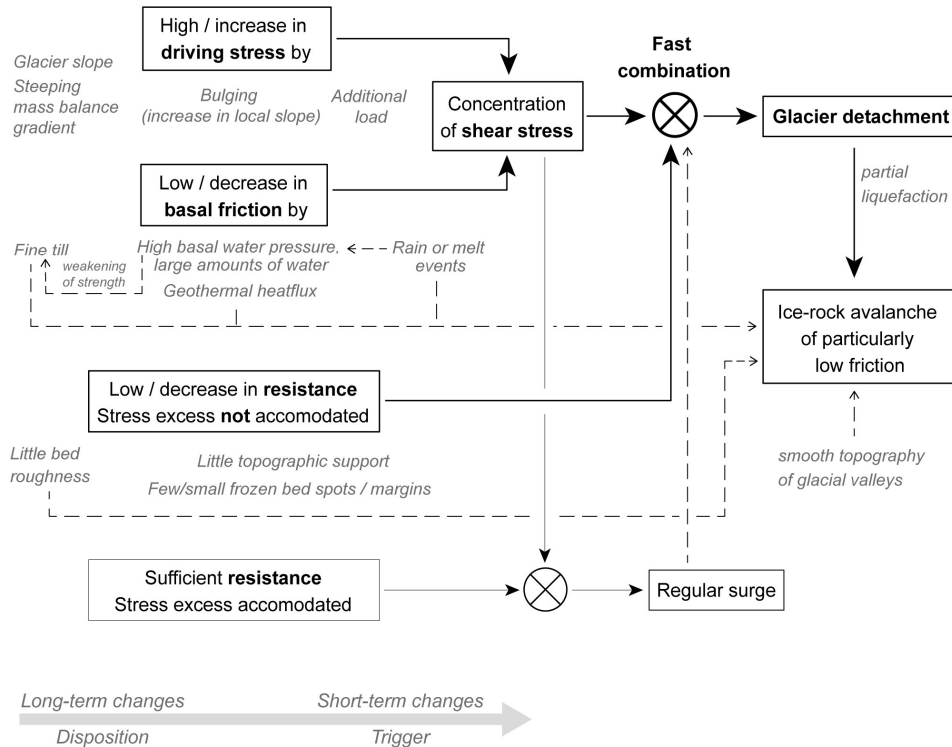 High / increase in
driving stress by
Glacier slope
Steeping
mass balance
gradient
Bulging
(increase in local slope)
Additional
load
Concentration
of shear stress
Fast
combination
Glacier detachment
Low / decrease in
basal friction by
partial
liquefaction
Fine till
weakening
of strength
High basal water pressure,
large amounts of water
Geothermal heatflux
Rain or melt
events
Ice-rock avalanche
of particularly
low friction
Low / decrease in resistance
Stress excess not accomodated
Little bed
roughness
Little topographic support
Few/small frozen bed spots / margins
smooth topography
of glacial valleys
Sufficient resistance
Stress excess accomodated
Regular surge
Long-term changes
Short-term changes
Disposition
Trigger